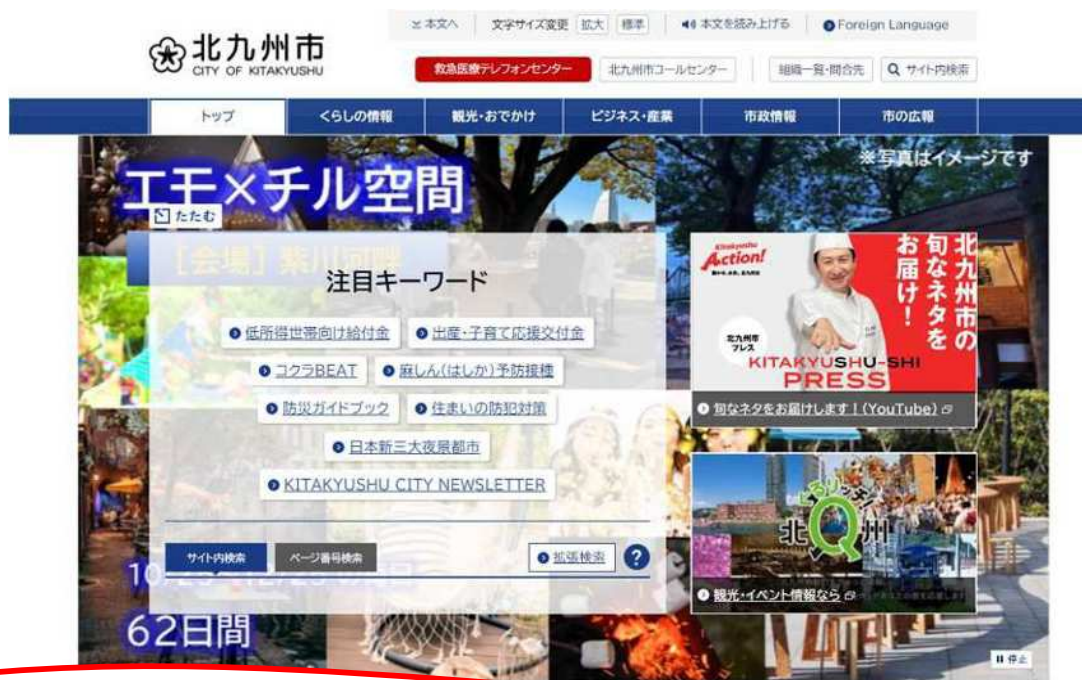 本文へ 文字サイズ変更 拡大 標準 本文を読み上げる Foreign Language
北九州市
CITY OF KITAKYUSHU
救急医療テレフォンセンター 北九州市コールセンター 組織一覧・問合先 サイト内検索
トップ くらしの情報 観光・おでかけ ビジネス・産業 市政情報 市の広報
※写真はイメージです
エモ×チル空間
たたむ
[会場] 紫川河畔
注目キーワード
低所得世帯向け給付金 出産・子育て応援交付金
コクラBEAT 麻しん(はしか)予防接種
防災ガイドブック 住まいの防犯対策
日本新三大夜景都市
KITAKYUSHU CITY NEWSLETTER
サイト内検索 ページ番号検索 拡張検索 ?
62日間
Kitakyushu
Action!
北九州市の
旬なネタを
お届け!
北九州市
プレス
KITAKYUSHU-SHI
PRESS
旬なネタをお届けします!(YouTube)
北Q州
観光・イベント情報なら
停止